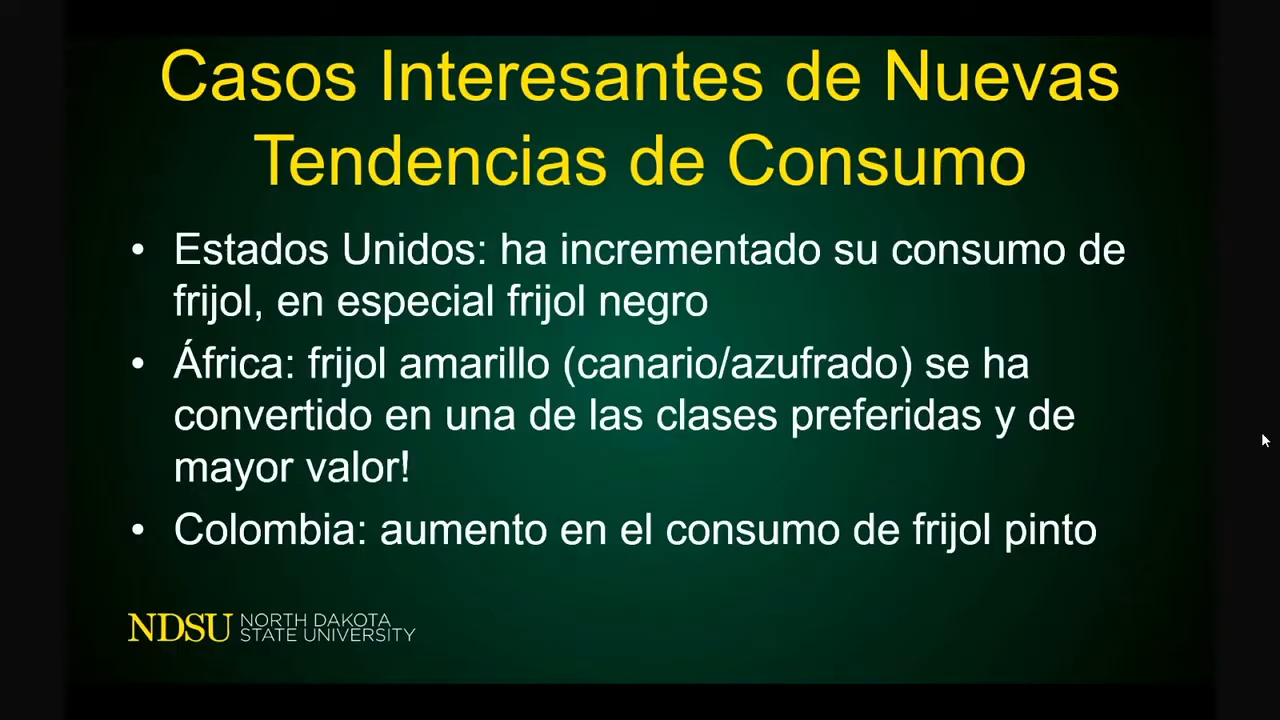 Casos Interesantes de Nuevas
Tendencias de Consumo
• Estados Unidos: ha incrementado su consumo de
frijol, en especial frijol negro
• África: frijol amarillo (canario/azufrado) se ha
convertido en una de las clases preferidas y de
mayor valor!
• Colombia: aumento en el consumo de frijol pinto
NDSU NORTH DAKOTA
STATE UNIVERSITY